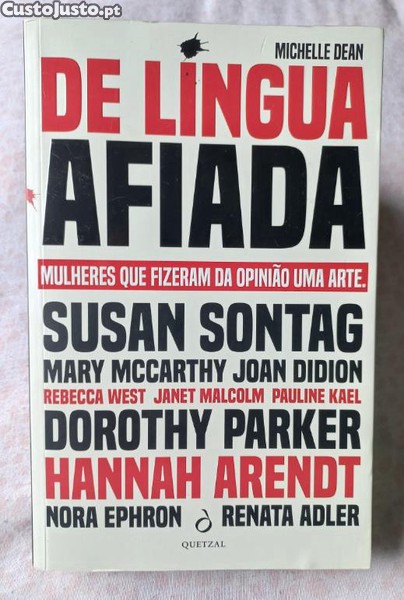 CustoJusto.pt
MICHELLE DEAN
DE LÍNGUA
AFIADA
MULHERES QUE FIZERAM DA OPINIÃO UMA ARTE.
SUSAN SONTAG
MARY MCCARTHY JOAN DIDION
REBECCA WEST JANET MALCOLM PAULINE KAEL
DOROTHY PARKER
HANNAH ARENDT
NORA EPHRON RENATA ADLER
QUETZAL